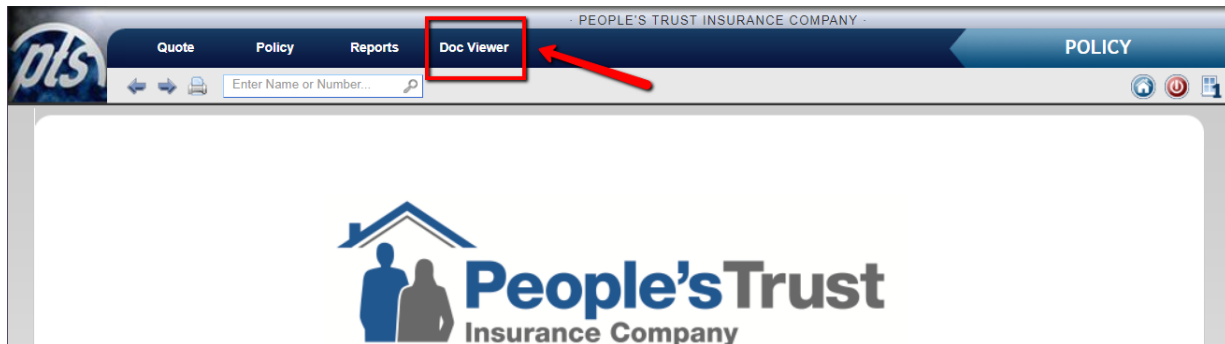 · PEOPLE'S TRUST INSURANCE COMPANY ·
pts
Quote Policy Reports Doc Viewer
POLICY
Enter Name or Number...
1
People'sTrust
Insurance Company